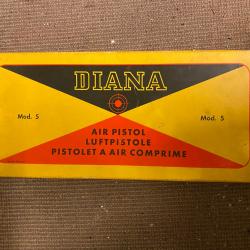 DIANA
Mod. 5 Mod. 5
AIR PISTOL
LUFTPISTOLE
PISTOLET A AIR COMPRIME